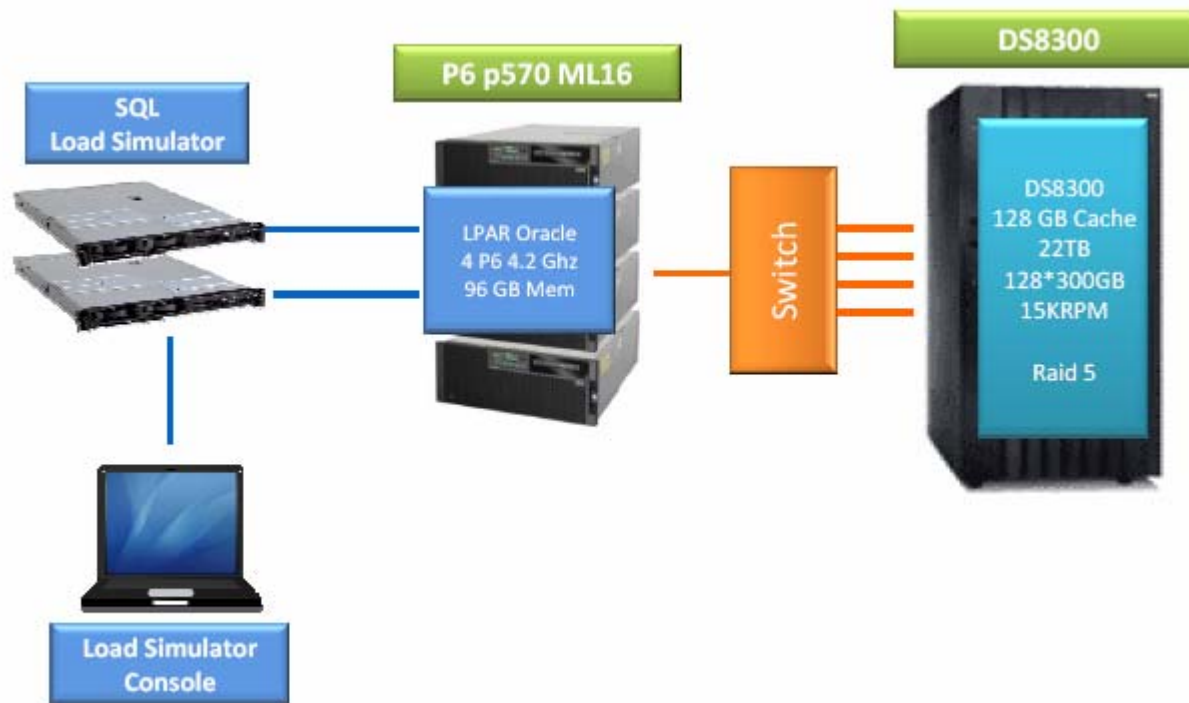 DS8300
P6 p570 ML16
SQL
Load Simulator
LPAR Oracle
4 P6 4.2 Ghz
96 GB Mem
Switch
DS8300
128 GB Cache
22TB
128*300GB
15KRPM
Raid 5
Load Simulator
Console